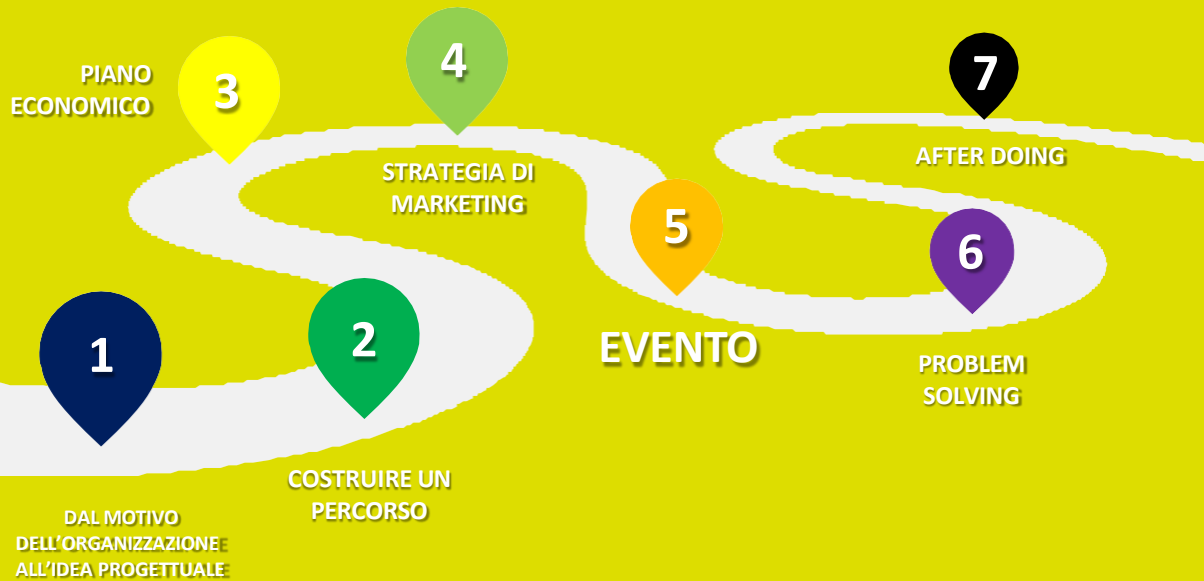 1
DAL MOTIVO
DELL'ORGANIZZAZIONE
ALL'IDEA PROGETTUALE
2
COSTRUIRE UN
PERCORSO
3
PIANO
ECONOMICO
4
STRATEGIA DI
MARKETING
5
EVENTO
6
PROBLEM
SOLVING
7
AFTER DOING